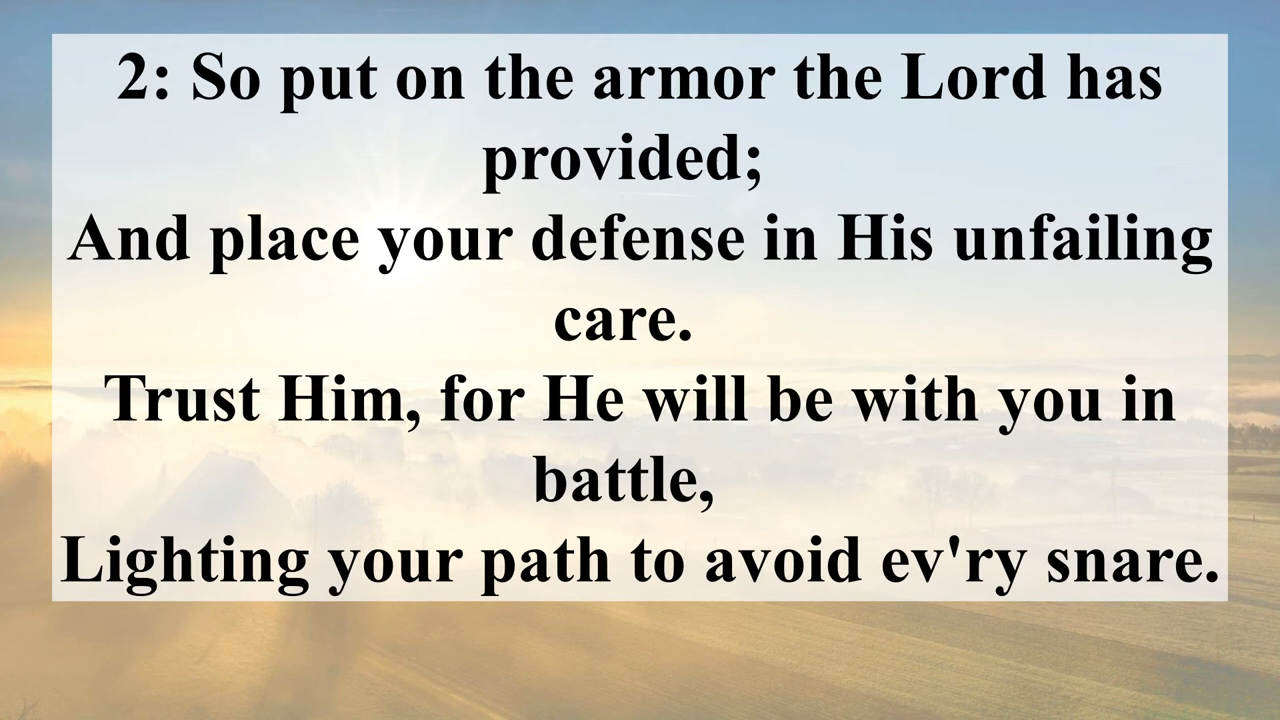 2: So put on the armor the Lord has
provided;
And place your defense in His unfailing
care.
Trust Him, for He will be with you in
battle,
Lighting your path to avoid ev'ry snare.